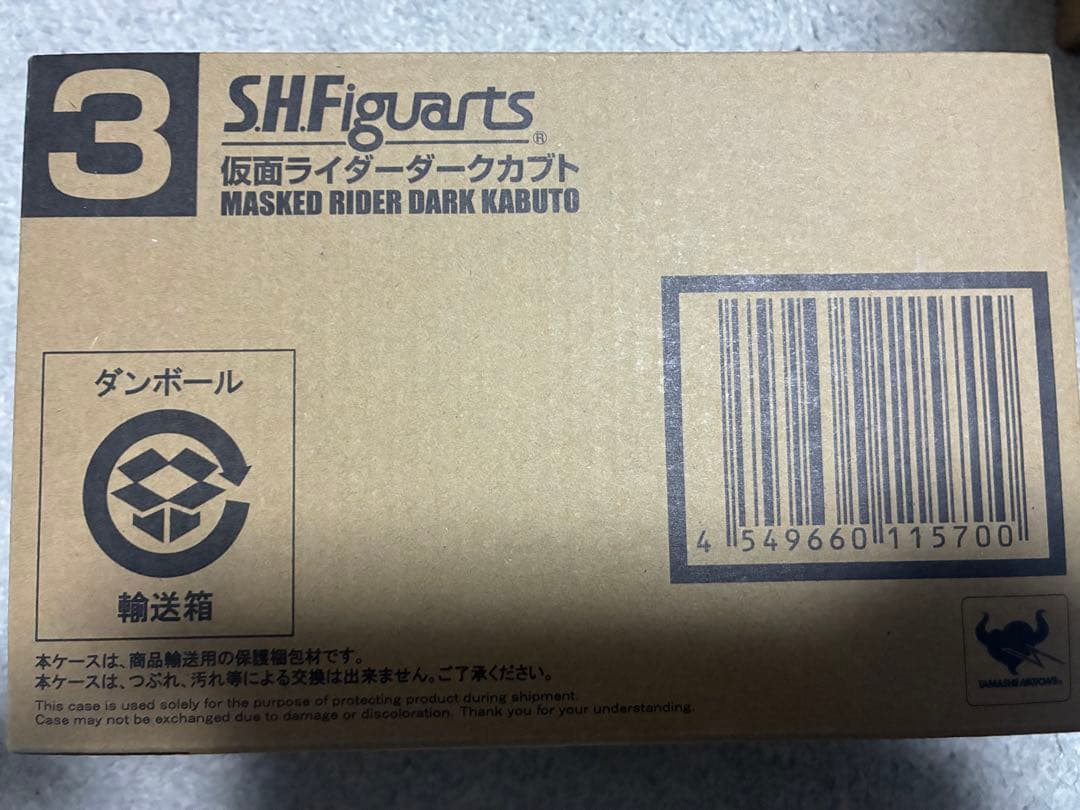 3
S.H.Figuarts®
仮面ライダーダークカブト
MASKED RIDER DARK KABUTO
ダンボール
輸送箱
4 549660 115700
TAMASHII NATIONS
本ケースは、商品輸送用の保護梱包材です。
本ケースは、つぶれ、汚れ等による交換は出来ません。ご了承ください。
This case is used solely for the purpose of protecting product during shipment.
Case may not be exchanged due to damage or discoloration. Thank you for your understanding.